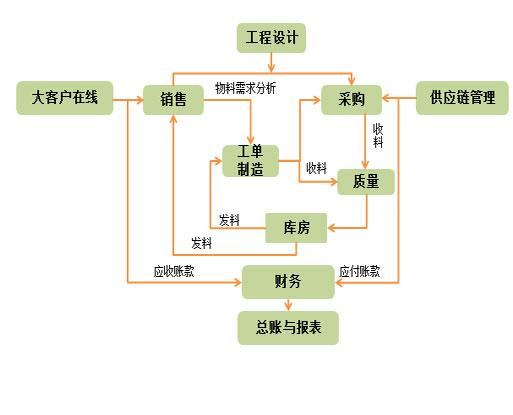 工程设计
物料需求分析
大客户在线
销售
采购
供应链管理
收
料
工单
制造
收料
质量
发料
库房
发料
应收账款
财务
应付账款
总账与报表